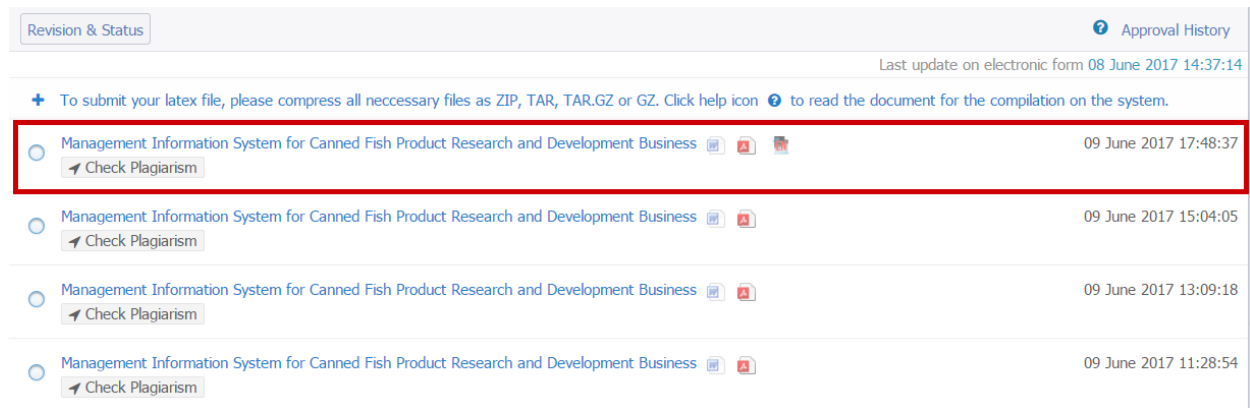 Revision & Status
Approval History
Last update on electronic form 08 June 2017 14:37:14
To submit your latex file, please compress all neccessary files as ZIP, TAR, TAR.GZ or GZ. Click help icon to read the document for the compilation on the system.
Management Information System for Canned Fish Product Research and Development Business 09 June 2017 17:48:37
Check Plagiarism
Management Information System for Canned Fish Product Research and Development Business 09 June 2017 15:04:05
Check Plagiarism
Management Information System for Canned Fish Product Research and Development Business 09 June 2017 13:09:18
Check Plagiarism
Management Information System for Canned Fish Product Research and Development Business 09 June 2017 11:28:54
Check Plagiarism